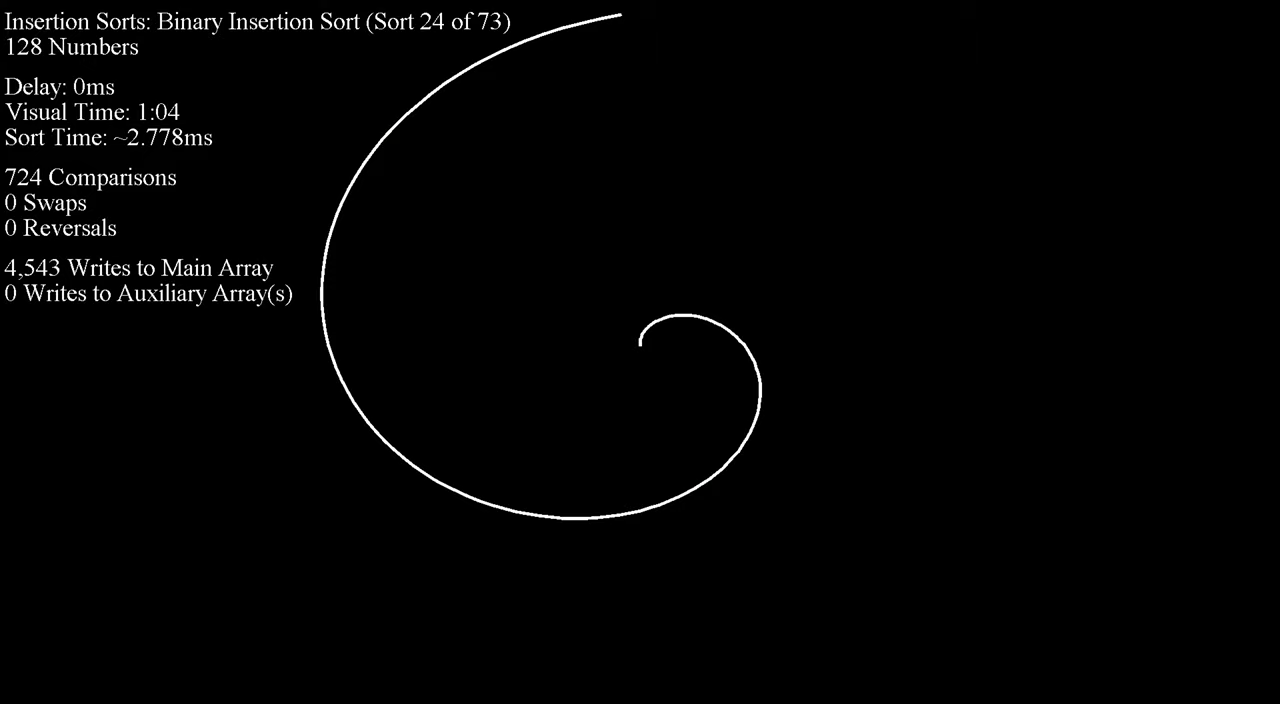 Insertion Sorts: Binary Insertion Sort (Sort 24 of 73)
128 Numbers
Delay: 0ms
Visual Time: 1:04
Sort Time: ~2.778ms
724 Comparisons
0 Swaps
0 Reversals
4,543 Writes to Main Array
0 Writes to Auxiliary Array(s)